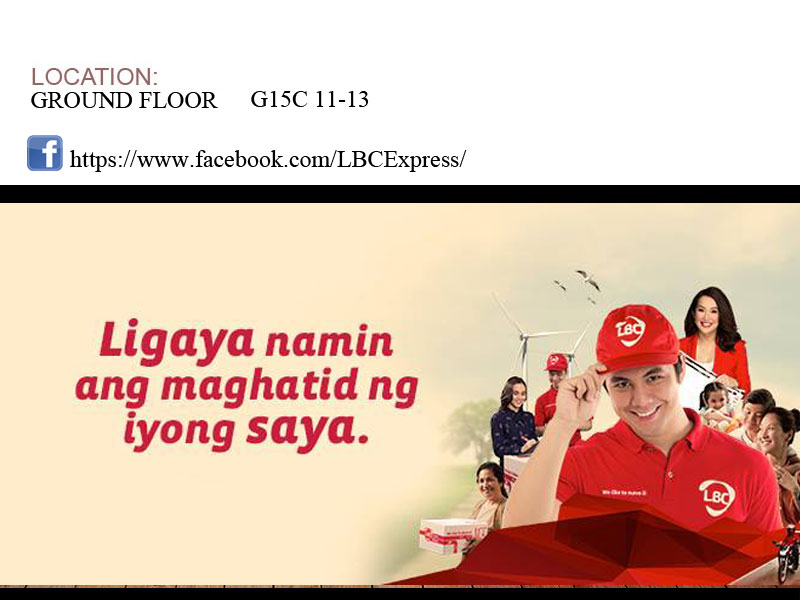 LOCATION:
GROUND FLOOR G15C 11-13
f https://www.facebook.com/LBCExpress/
Ligaya namin
ang maghatid ng
iyong saya.
LBC
We like to move it
LBC